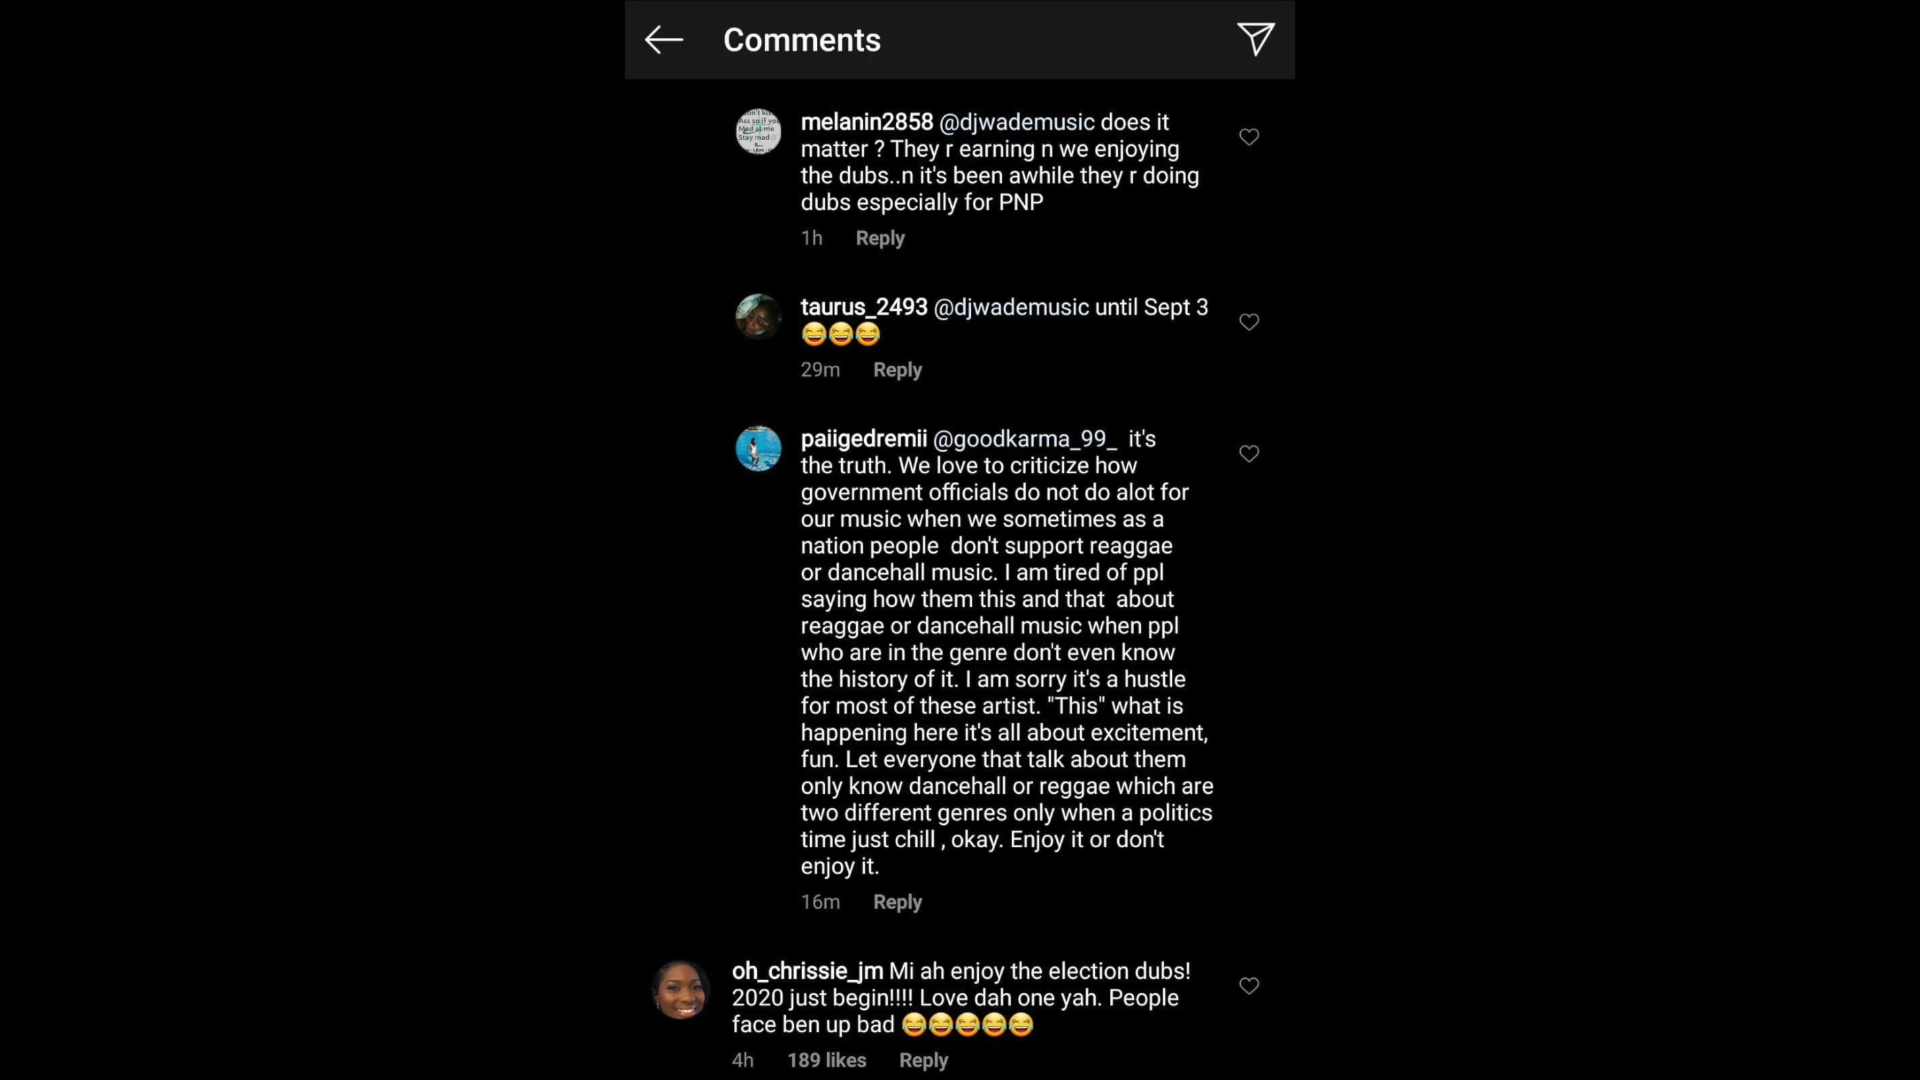 Comments
melanin2858 @djwademusic does it
matter ? They r earning n we enjoying
the dubs..n it's been awhile they r doing
dubs especially for PNP
1h Reply
taurus_2493 @djwademusic until Sept 3
😂😂😂
29m Reply
paiigedremii @goodkarma_99_ it's
the truth. We love to criticize how
government officials do not do alot for
our music when we sometimes as a
nation people don't support reaggae
or dancehall music. I am tired of ppl
saying how them this and that about
reaggae or dancehall music when ppl
who are in the genre don't even know
the history of it. I am sorry it's a hustle
for most of these artist. "This" what is
happening here it's all about excitement,
fun. Let everyone that talk about them
only know dancehall or reggae which are
two different genres only when a politics
time just chill , okay. Enjoy it or don't
enjoy it.
16m Reply
oh_chrissie_jm Mi ah enjoy the election dubs!
2020 just begin!!!! Love dah one yah. People
face ben up bad 😂😂😂😂😂
4h 189 likes Reply